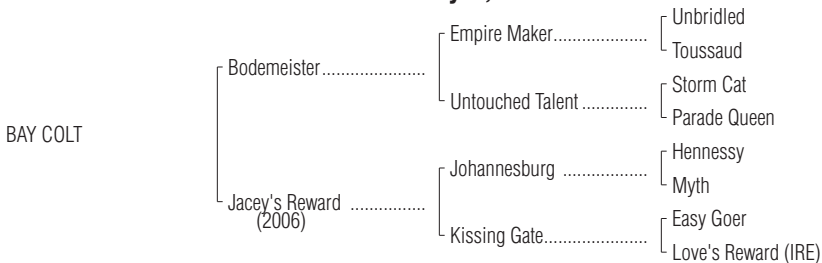 Unbridled
Empire Maker....................
Toussaud
Bodemeister......................
Storm Cat
Untouched Talent..............
Parade Queen
BAY COLT
Hennessy
Johannesburg ..................
Myth
Jacey's Reward ................
(2006)
Easy Goer
Kissing Gate......................
Love's Reward (IRE)